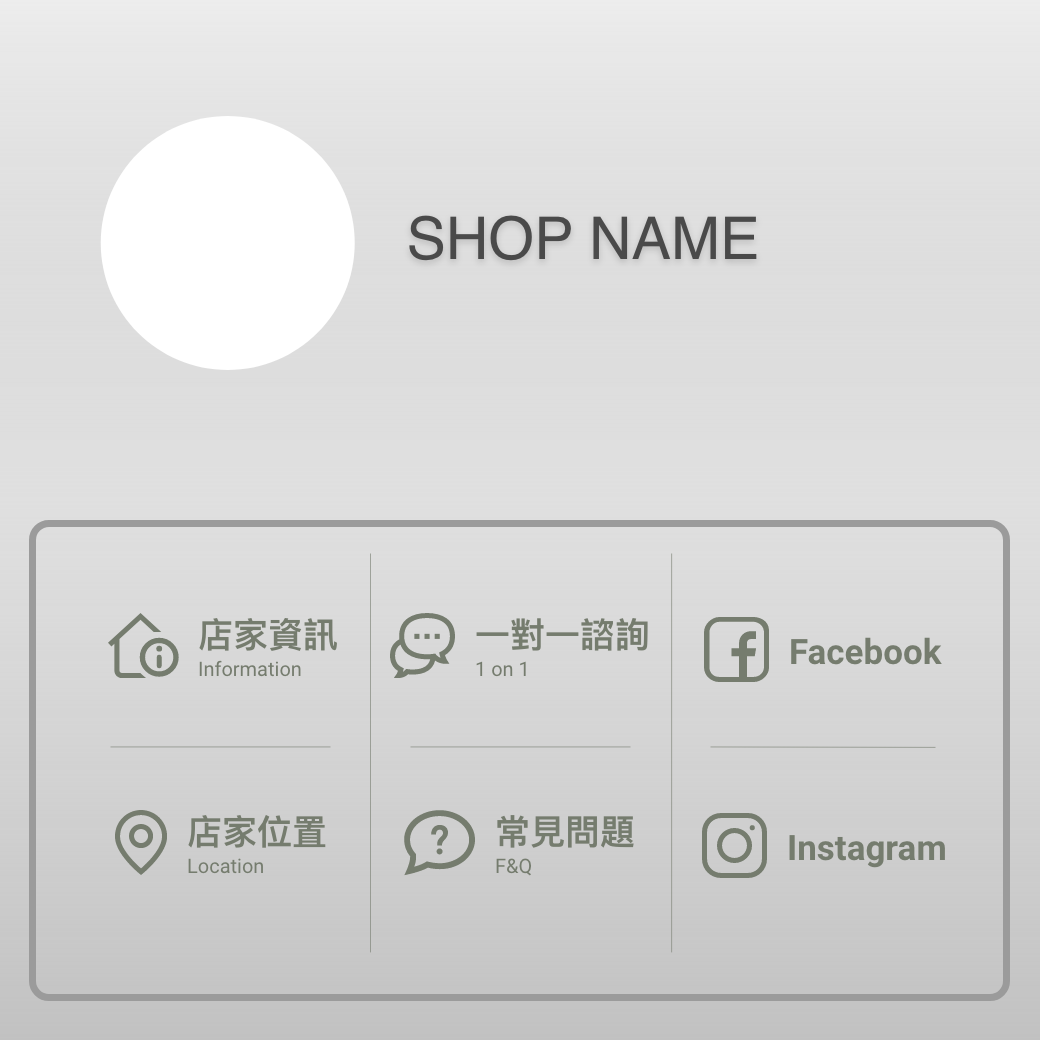 SHOP NAME
店家資訊
Information
一對一諮詢
1 on 1
Facebook
店家位置
Location
常見問題
F&Q
Instagram